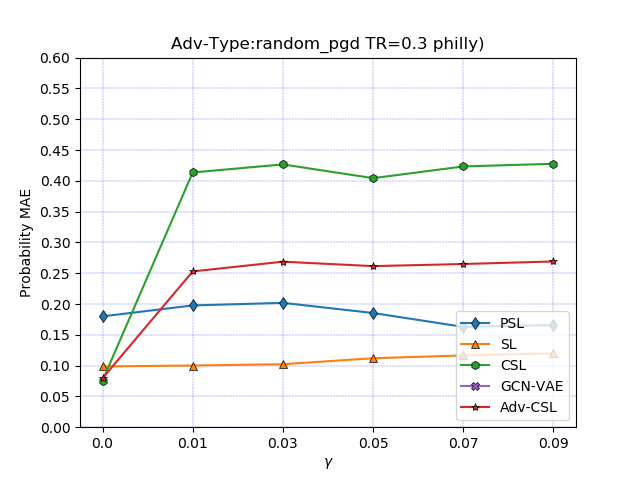 Adv-Type:random_pgd TR=0.3 philly)
Probability MAE
0.60
0.55
0.50
0.45
0.40
0.35
0.30
0.25
0.20
0.15
0.10
0.05
0.00
PSL
SL
CSL
GCN-VAE
Adv-CSL
0.0 0.01 0.03 0.05 0.07 0.09
γ